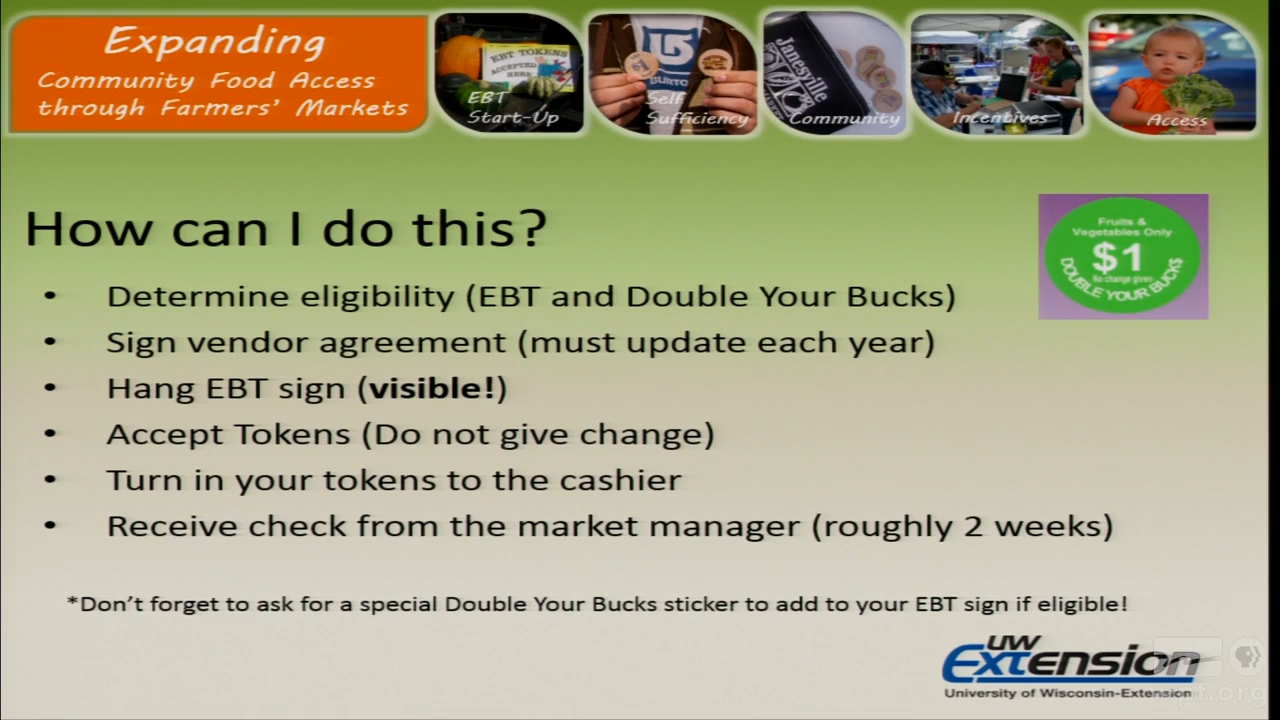 Expanding
Community Food Access
through Farmers' Markets
EBT TOKENS
ACCEPTED
HERE
EBT
Start-Up
BURTO
Self
Sufficiency
Janesville
Community
Incentives
Access
How can I do this?
Fruits &
Vegetables Only
$1
No change given
DOUBLE YOUR BUCKS
• Determine eligibility (EBT and Double Your Bucks)
• Sign vendor agreement (must update each year)
• Hang EBT sign (visible!)
• Accept Tokens (Do not give change)
• Turn in your tokens to the cashier
• Receive check from the market manager (roughly 2 weeks)
*Don't forget to ask for a special Double Your Bucks sticker to add to your EBT sign if eligible!
UW
Extension
University of Wisconsin-Extension